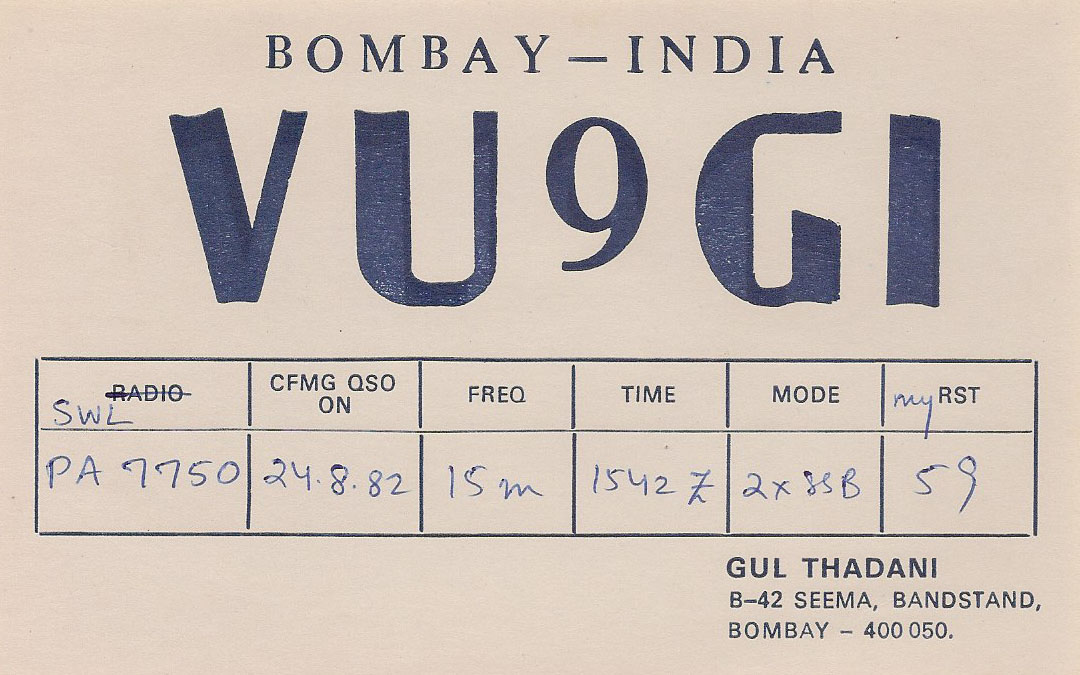 BOMBAY – INDIA
VU9GI
RADIO CFMG QSO ON FREQ TIME MODE my RST
SWL
PA 7750 24.8.82 15 m 1542 Z 2x SSB 59
GUL THADANI
B–42 SEEMA, BANDSTAND,
BOMBAY – 400 050.